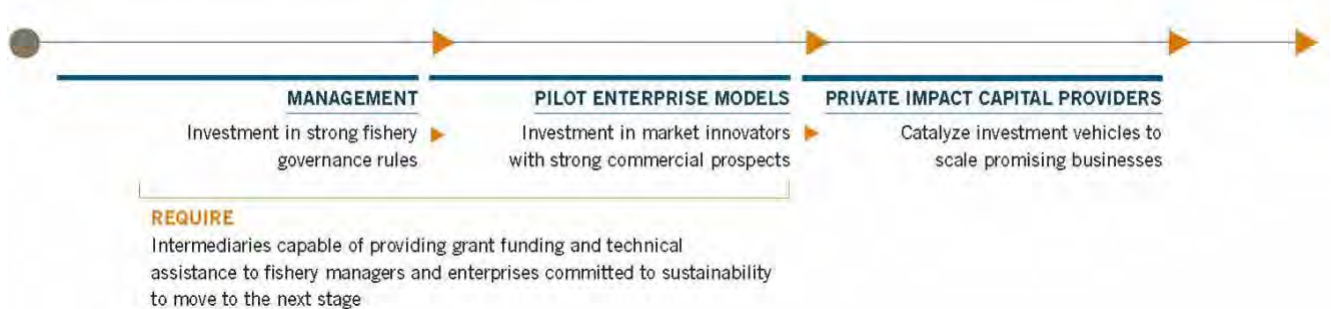 MANAGEMENT
Investment in strong fishery
governance rules
PILOT ENTERPRISE MODELS
Investment in market innovators
with strong commercial prospects
PRIVATE IMPACT CAPITAL PROVIDERS
Catalyze investment vehicles to
scale promising businesses
REQUIRE
Intermediaries capable of providing grant funding and technical
assistance to fishery managers and enterprises committed to sustainability
to move to the next stage